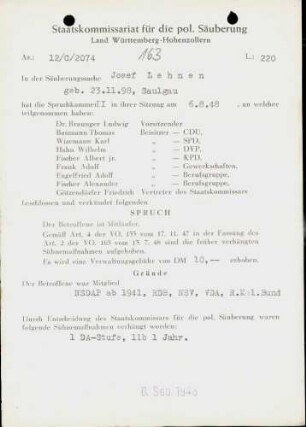 Staatskommissariat für die pol. Säuberung
Land Württemberg-Hohenzollern
Nr. 12/C/2074 163 L: 220
In der Säuberungssache Josef Lehnen
geb. 23.11.98, Saulgau
hat die Spruchkammer II in ihrer Sitzung am 6.8.48, an welcher
teilgenommen haben:
Dr. Braunger Ludwig Vorsitzender
Baumann Thomas Beisitzer — CDU,
Wizemann Karl „ — SPD,
Hahn Wilhelm „ — DVP,
Fischer Albert jr. „ — KPD,
Frank Adolf „ — Gewerkschaften,
Engelfried Adolf „ — Berufsgruppe,
Fischer Alexander „ — Berufsgruppe,
Götzendörfer Friedrich Vertreter des Staatskommissariats
beschlossen und verkündet folgenden
SPRUCH
Der Betroffene ist Mitläufer.
Gemäß Art. 4 der VO. 133 vom 17. 11. 47 in der Fassung des
Art. 2 der VO. 165 vom 13. 7. 48 sind die früher verhängten
Sühnemaßnahmen aufgehoben.
Es wird eine Verwaltungsgebühr von DM 10,— erhoben.
Gründe
Der Betroffene war Mitglied
NSDAP ab 1941, RDB, NSV, VDA, R.Kol.Bund
Durch Entscheidung des Staatskommissars für die pol. Säuberung waren
folgende Sühnemaßnahmen verhängt worden:
1 DA-Stufe, 11b 1 Jahr.